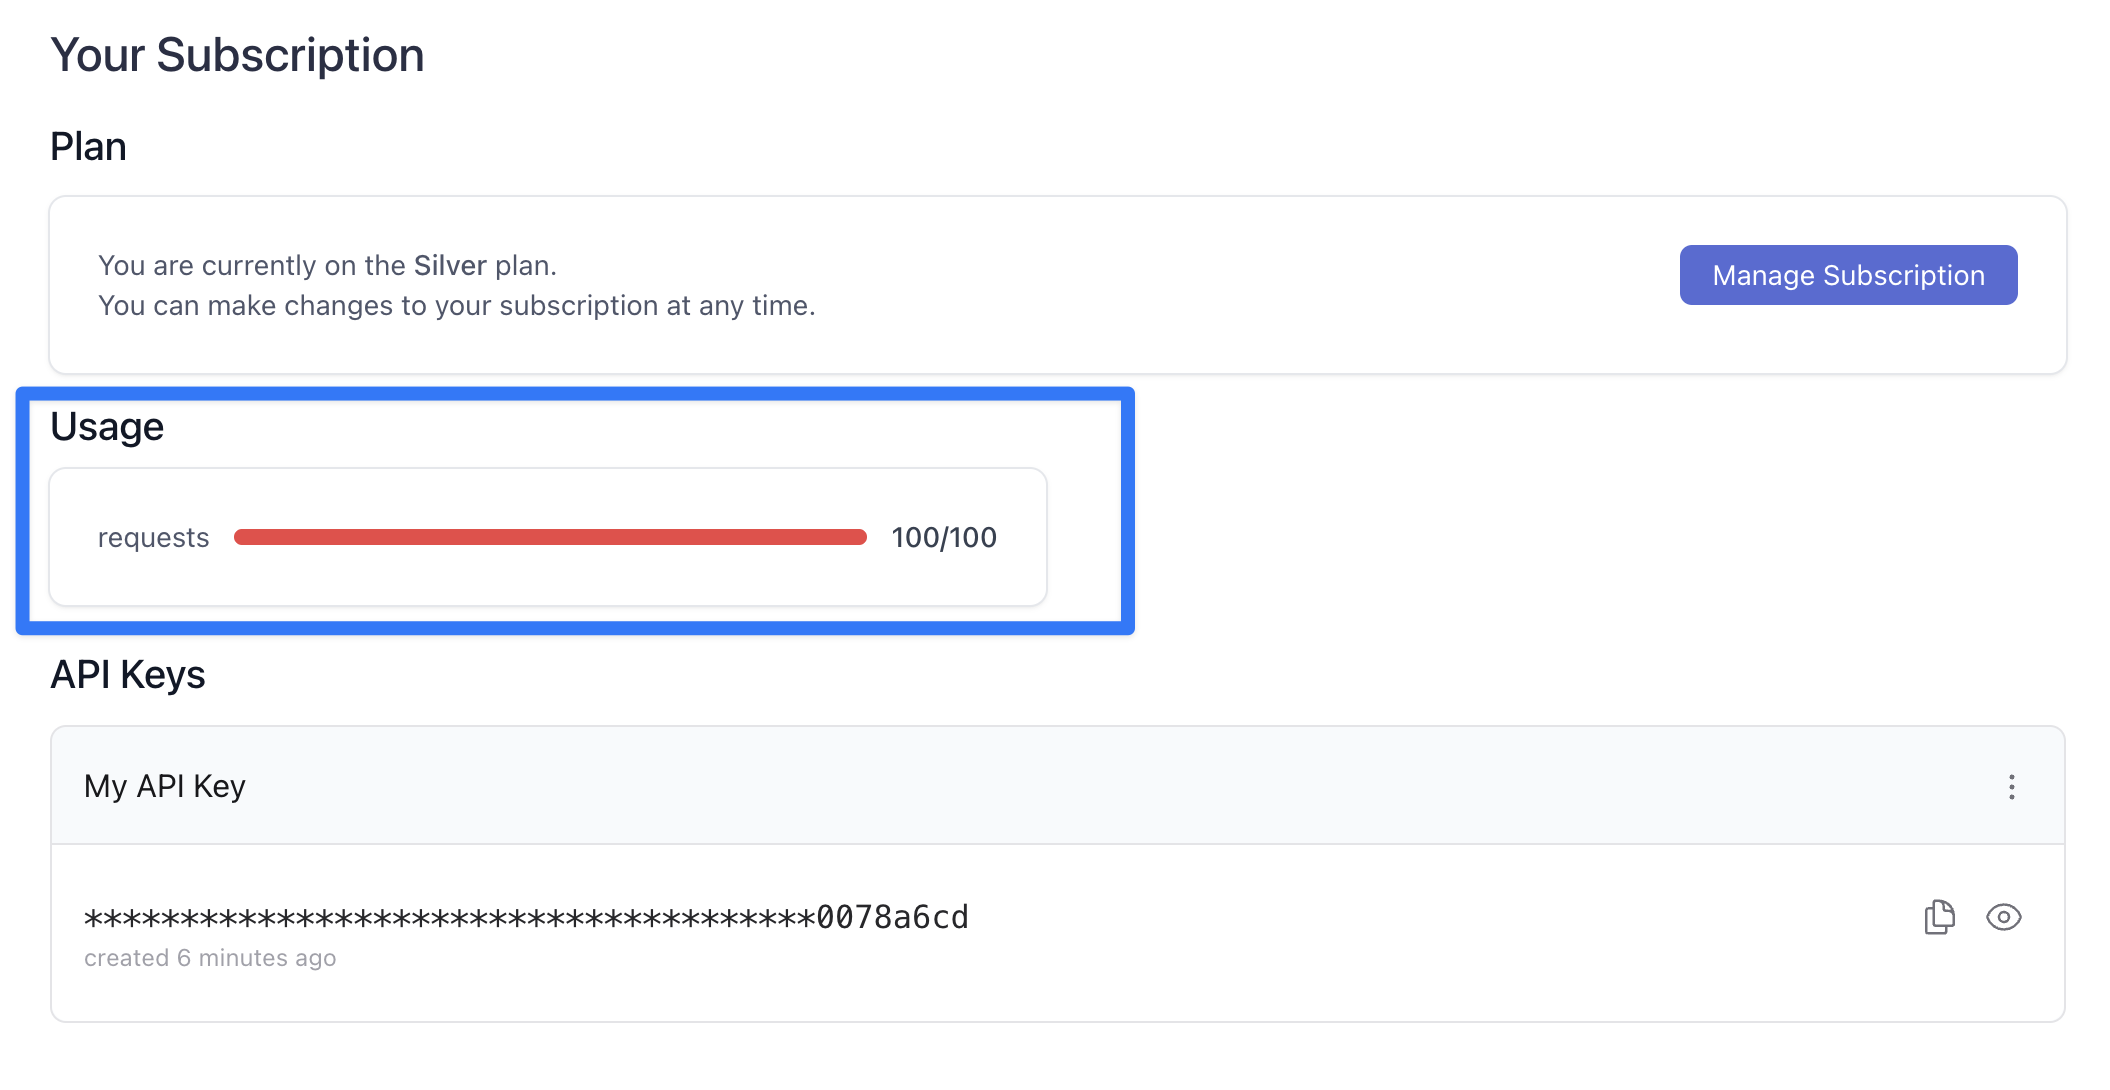 Your Subscription
Plan
You are currently on the Silver plan.
You can make changes to your subscription at any time.
Manage Subscription
Usage
requests 100/100
API Keys
My API Key
**************************************0078a6cd
created 6 minutes ago